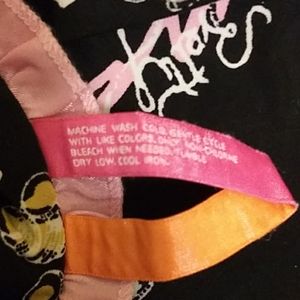 MACHINE WASH COLD, GENTLE CYCLE
WITH LIKE COLORS. ONLY NON-CHLORINE
BLEACH WHEN NEEDED. TUMBLE
DRY LOW. COOL IRON.